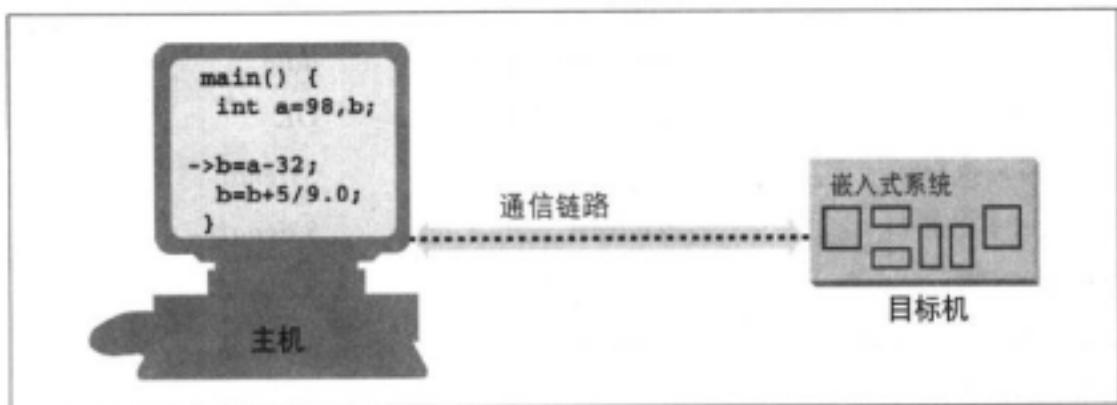 main() {
int a=98,b;
->b=a-32;
b=b+5/9.0;
}
通信链路
嵌入式系统
目标机
主机